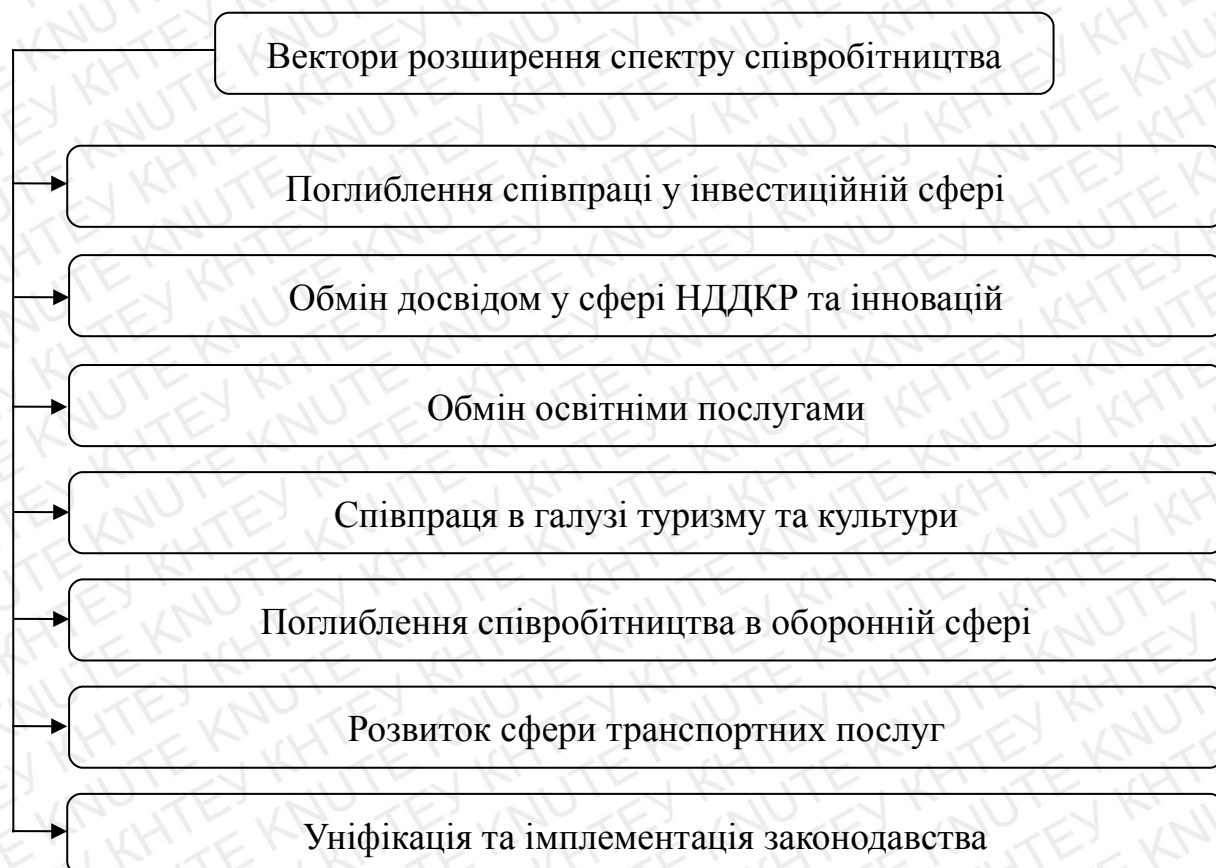 Вектори розширення спектру співробітництва
Поглиблення співпраці у інвестиційній сфері
Обмін досвідом у сфері НДДКР та інновацій
Обмін освітніми послугами
Співпраця в галузі туризму та культури
Поглиблення співробітництва в оборонній сфері
Розвиток сфери транспортних послуг
Уніфікація та імплементація законодавства